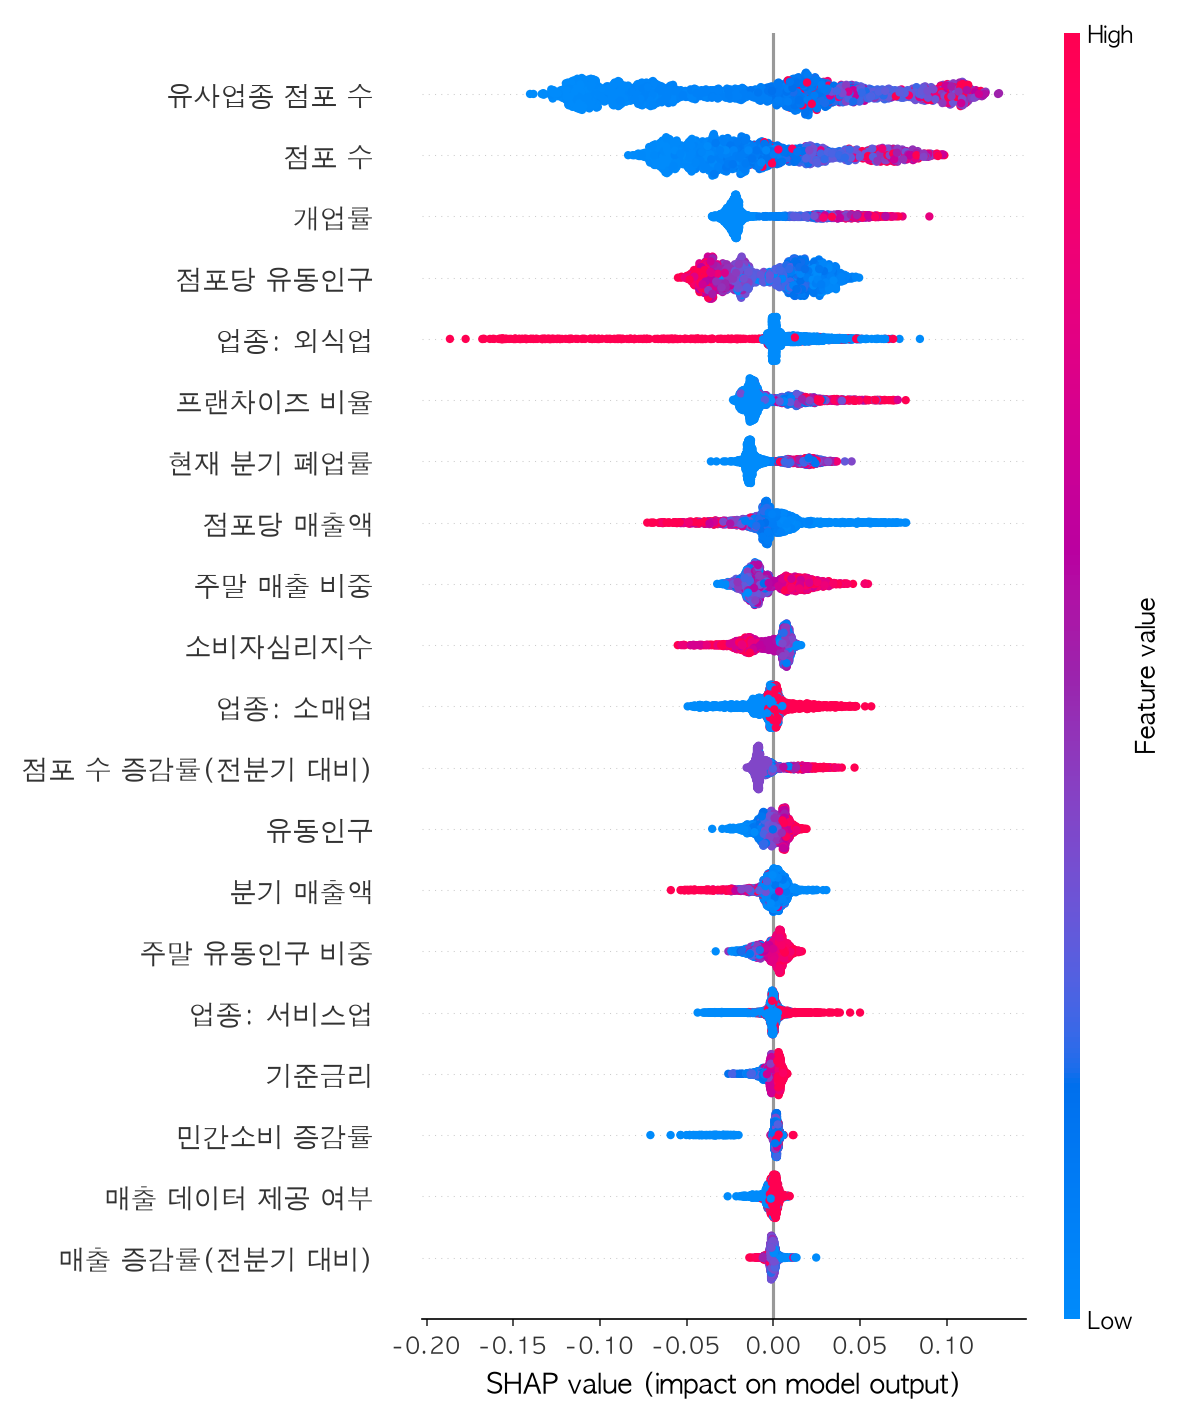 High
유사업종 점포 수
점포 수
개업률
점포당 유동인구
업종: 외식업
프랜차이즈 비율
현재 분기 폐업률
점포당 매출액
주말 매출 비중
소비자심리지수
업종: 소매업
점포 수 증감률(전분기 대비)
유동인구
분기 매출액
주말 유동인구 비중
업종: 서비스업
기준금리
민간소비 증감률
매출 데이터 제공 여부
매출 증감률(전분기 대비)
Feature value
Low
-0.20 -0.15 -0.10 -0.05 0.00 0.05 0.10
SHAP value (impact on model output)